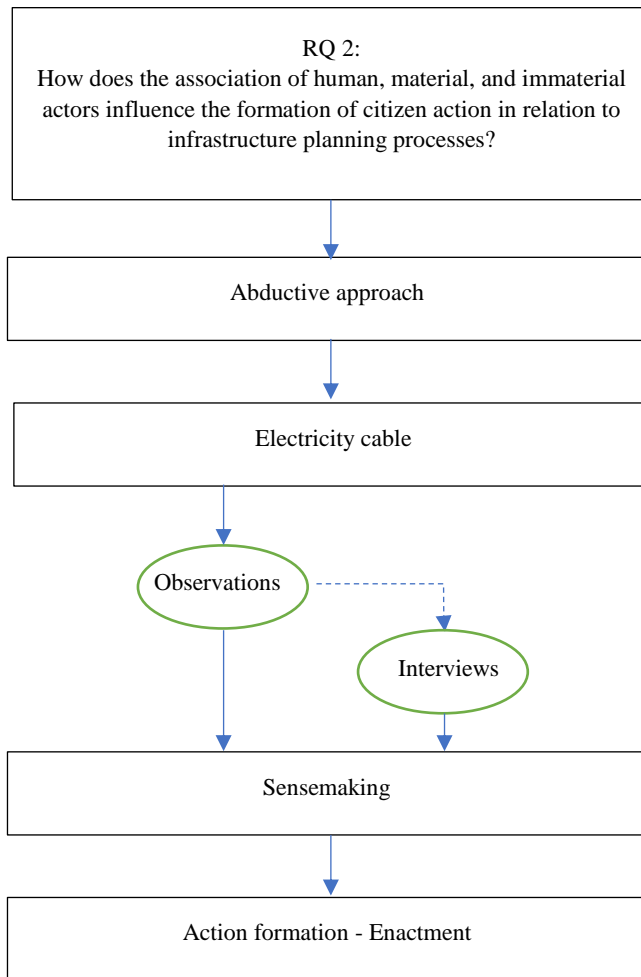 RQ 2:
How does the association of human, material, and immaterial
actors influence the formation of citizen action in relation to
infrastructure planning processes?
Abductive approach
Electricity cable
Observations
Interviews
Sensemaking
Action formation - Enactment